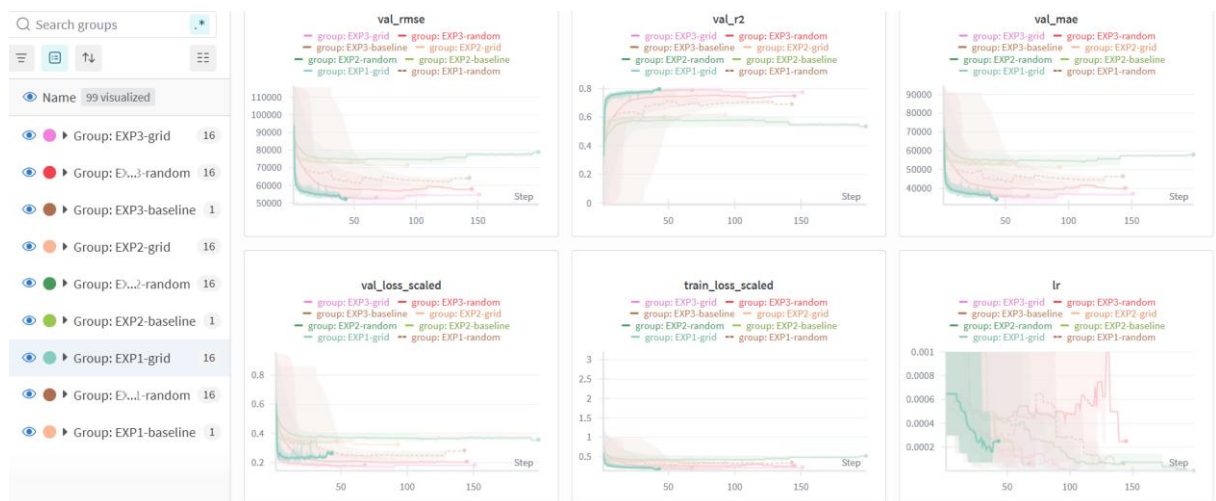 Search groups
.*
Name 99 visualized
Group: EXP3-grid 16
Group: EX...3-random 16
Group: EXP3-baseline 1
Group: EXP2-grid 16
Group: EX...2-random 16
Group: EXP2-baseline 1
Group: EXP1-grid 16
Group: EX...1-random 16
Group: EXP1-baseline 1
val_rmse
group: EXP3-grid group: EXP3-random
group: EXP3-baseline group: EXP2-grid
group: EXP2-random group: EXP2-baseline
group: EXP1-grid group: EXP1-random
110000
100000
90000
80000
70000
60000
50000
Step
50 100 150
val_r2
group: EXP3-grid group: EXP3-random
group: EXP3-baseline group: EXP2-grid
group: EXP2-random group: EXP2-baseline
group: EXP1-grid group: EXP1-random
0.8
0.6
0.4
0.2
0
Step
50 100 150
val_mae
group: EXP3-grid group: EXP3-random
group: EXP3-baseline group: EXP2-grid
group: EXP2-random group: EXP2-baseline
group: EXP1-grid group: EXP1-random
90000
80000
70000
60000
50000
40000
Step
50 100 150
val_loss_scaled
group: EXP3-grid group: EXP3-random
group: EXP3-baseline group: EXP2-grid
group: EXP2-random group: EXP2-baseline
group: EXP1-grid group: EXP1-random
0.8
0.6
0.4
0.2
Step
50 100 150
train_loss_scaled
group: EXP3-grid group: EXP3-random
group: EXP3-baseline group: EXP2-grid
group: EXP2-random group: EXP2-baseline
group: EXP1-grid group: EXP1-random
3
2.5
2
1.5
1
0.5
Step
50 100 150
lr
group: EXP3-grid group: EXP3-random
group: EXP3-baseline group: EXP2-grid
group: EXP2-random group: EXP2-baseline
group: EXP1-grid group: EXP1-random
0.001
0.0008
0.0006
0.0004
0.0002
Step
50 100 150